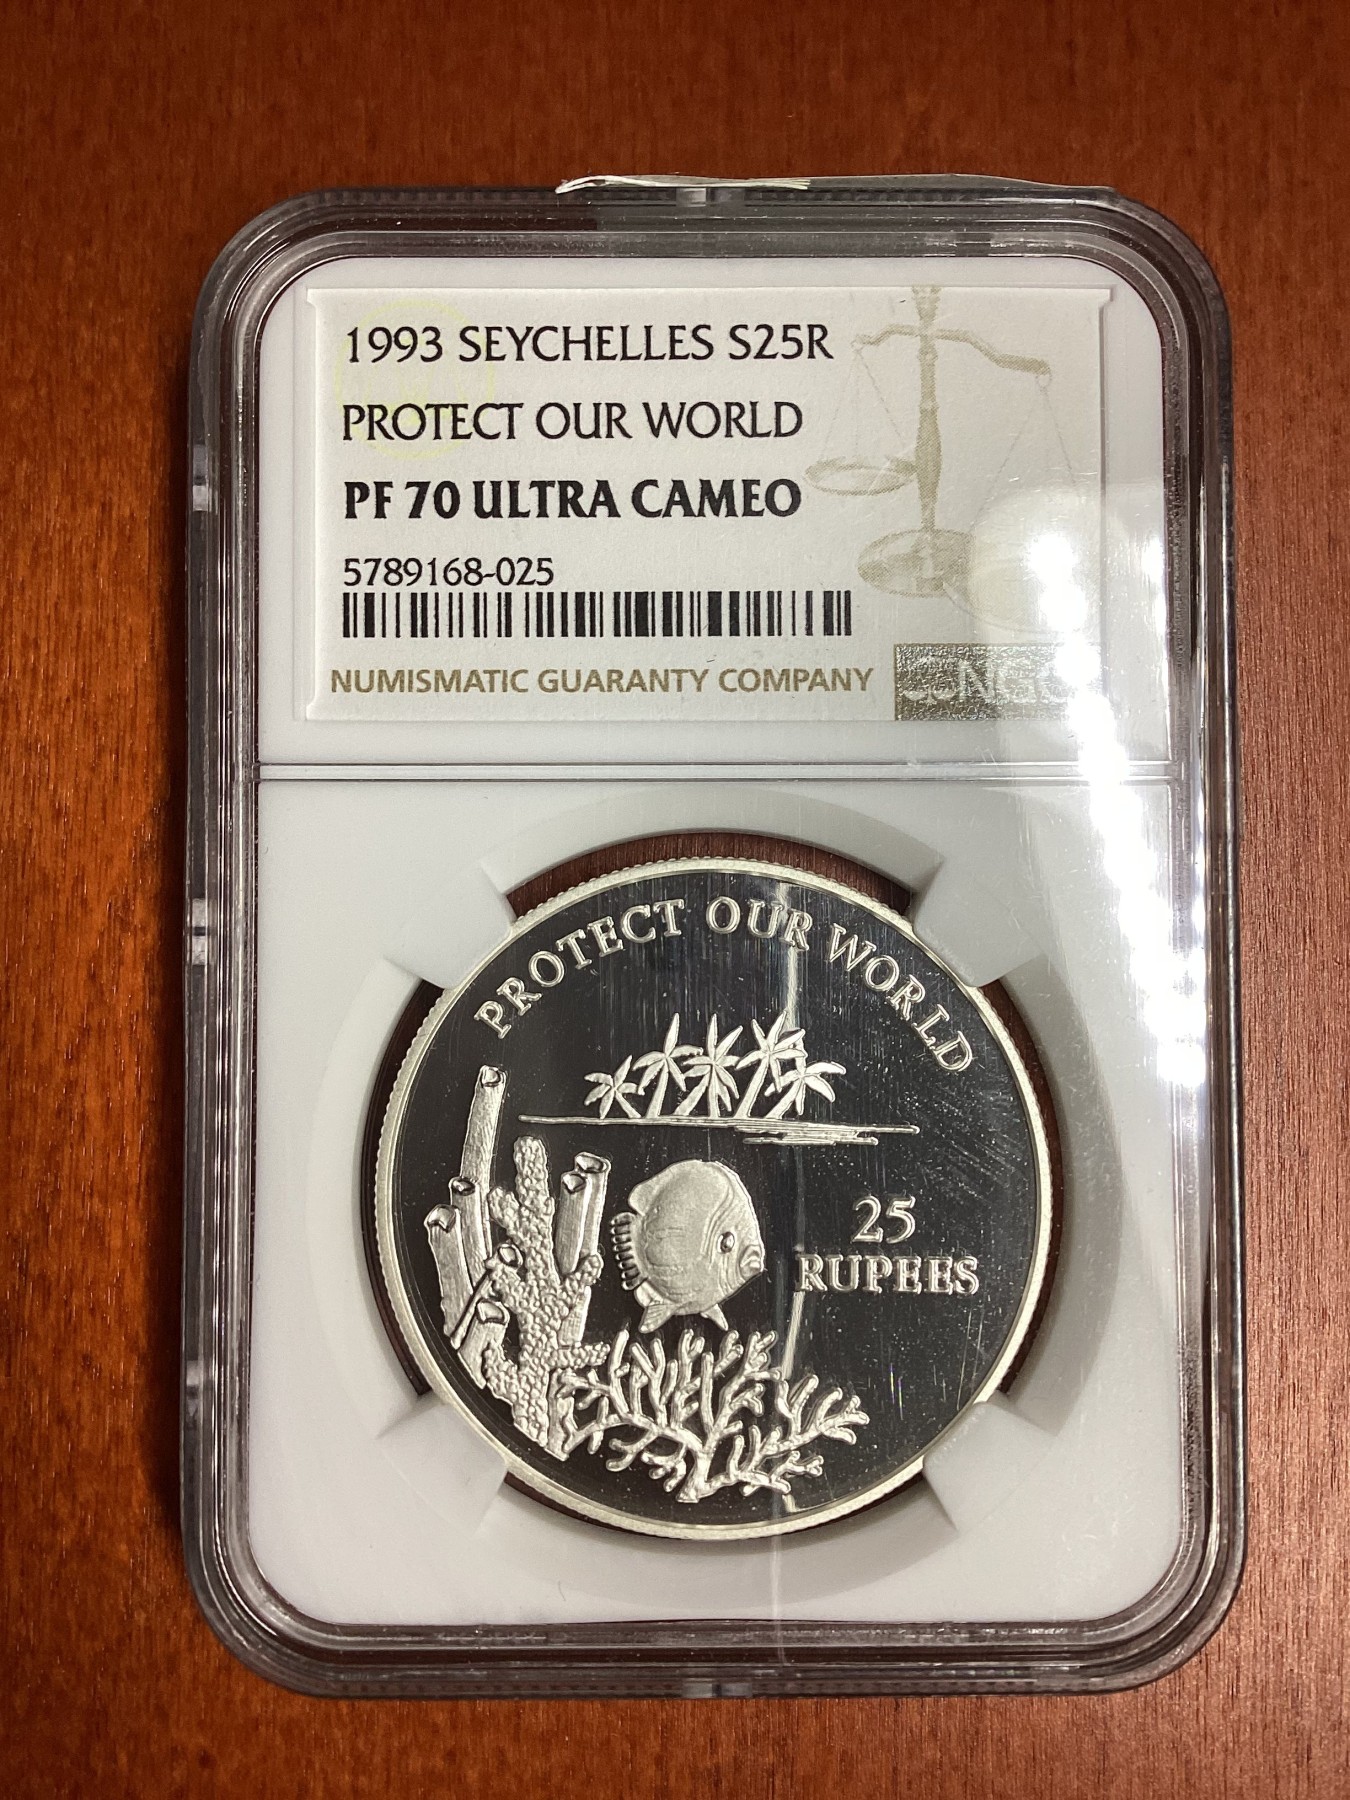 1993 SEYCHELLES S25R
PROTECT OUR WORLD
PF 70 ULTRA CAMEO
5789168-025
NUMISMATIC GUARANTY COMPANY
PROTECT OUR WORLD
25
RUPEES